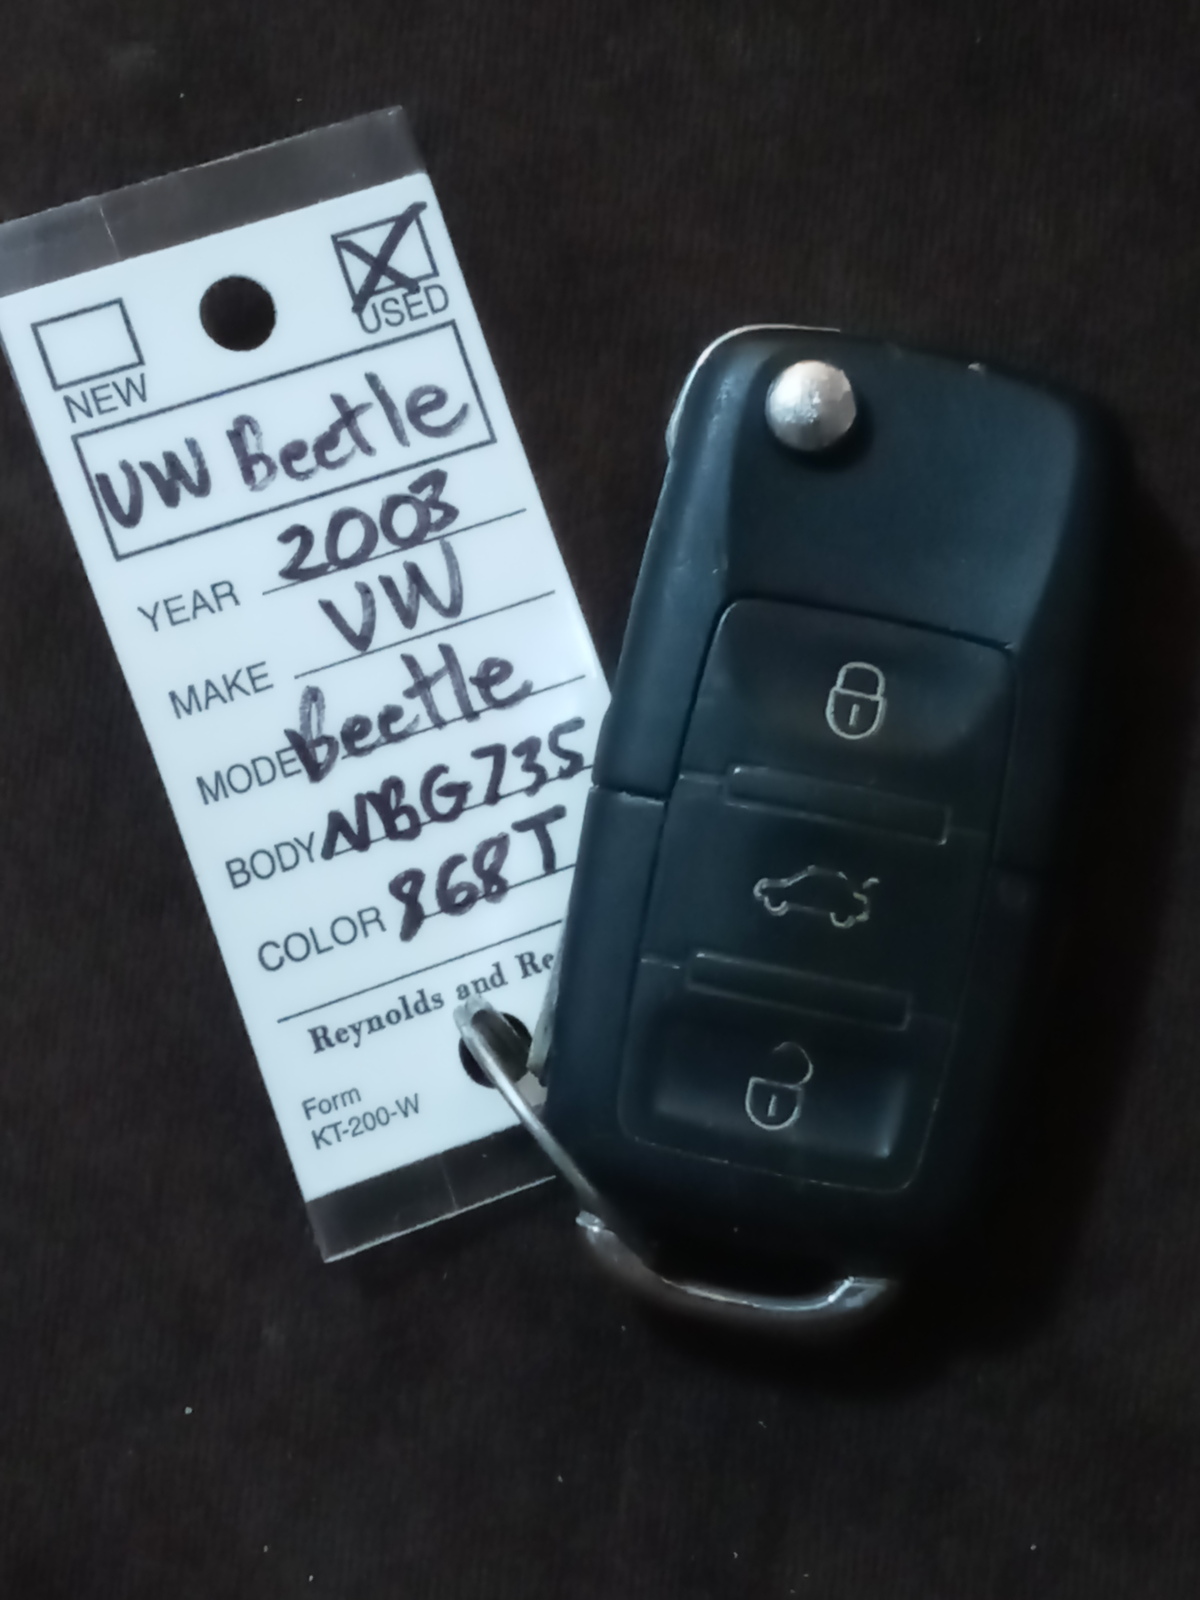 USED
NEW
VW Beetle
YEAR 2003
MAKE VW
MODE Beetle
BODY NBG735
COLOR 868T
Reynolds and Re
Form
KT-200-W